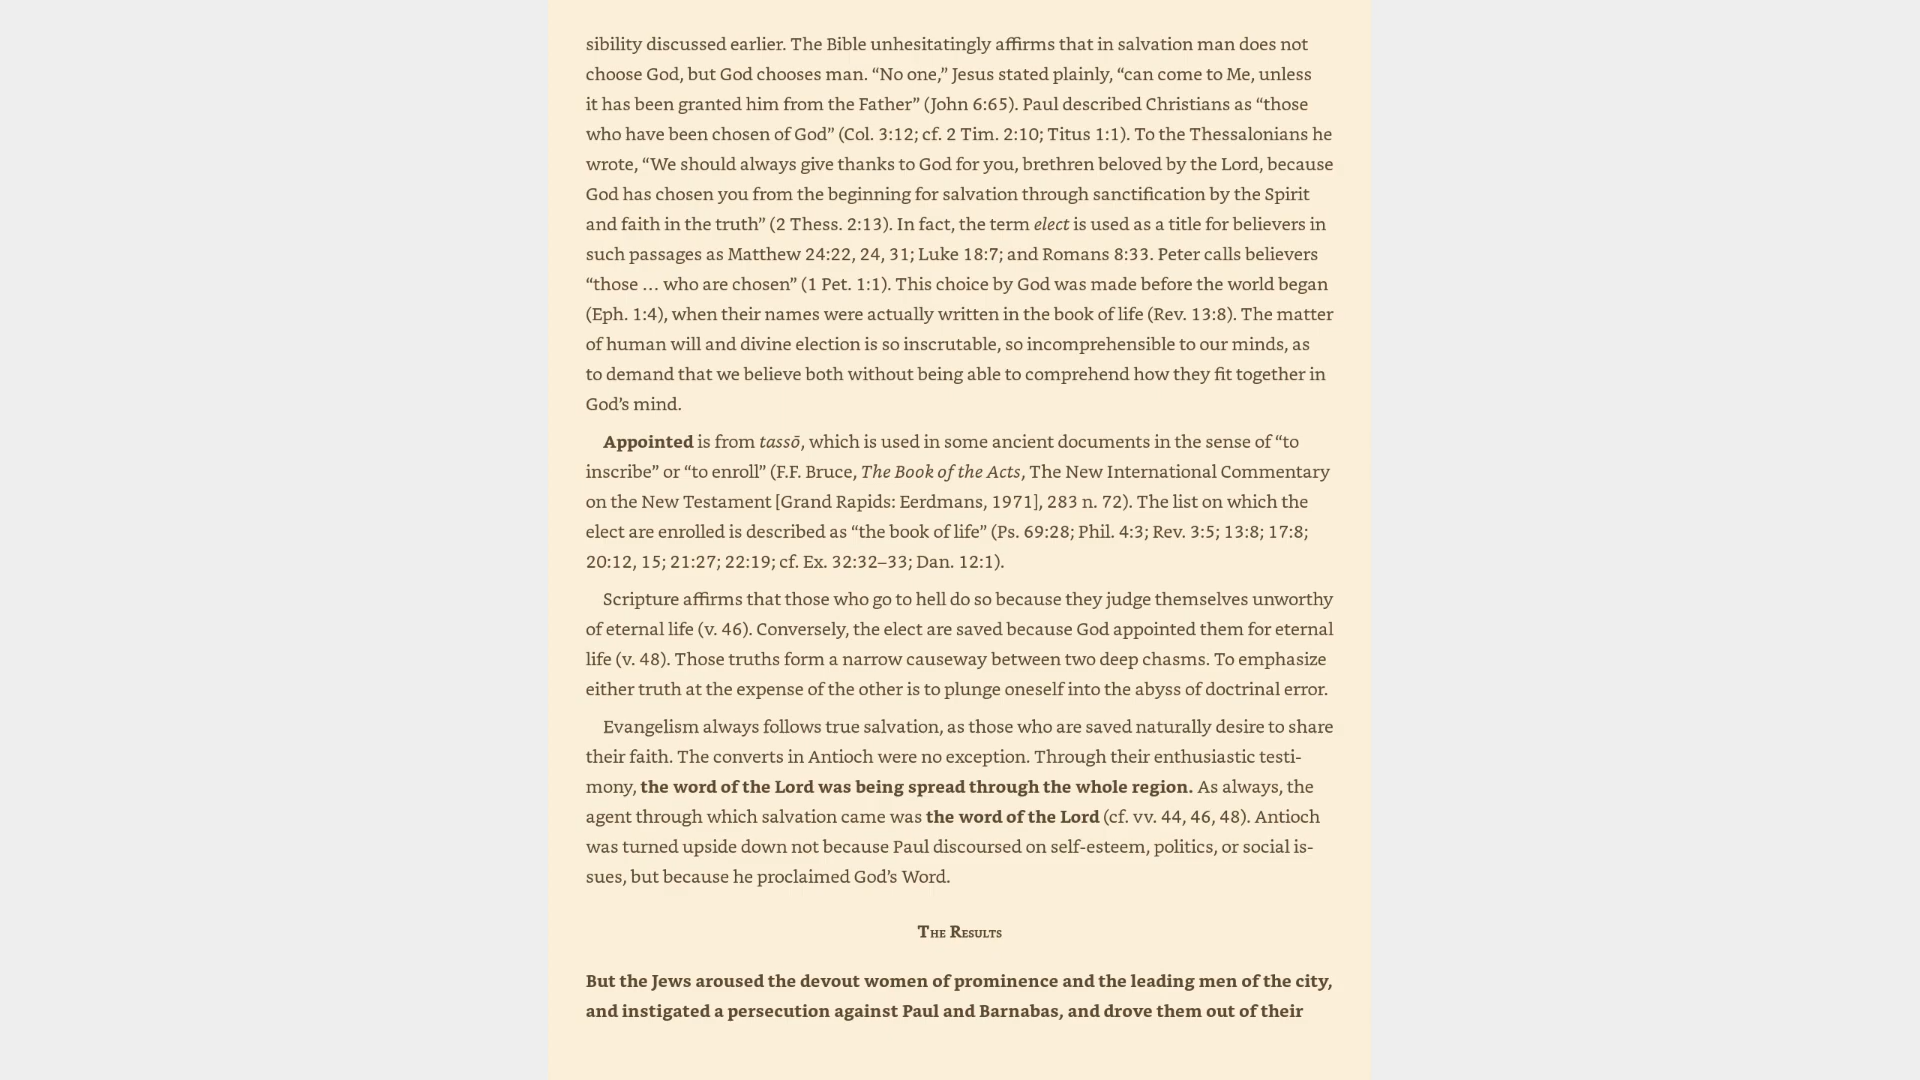 sibility discussed earlier. The Bible unhesitatingly affirms that in salvation man does not
choose God, but God chooses man. “No one,” Jesus stated plainly, “can come to Me, unless
it has been granted him from the Father” (John 6:65). Paul described Christians as “those
who have been chosen of God” (Col. 3:12; cf. 2 Tim. 2:10; Titus 1:1). To the Thessalonians he
wrote, “We should always give thanks to God for you, brethren beloved by the Lord, because
God has chosen you from the beginning for salvation through sanctification by the Spirit
and faith in the truth” (2 Thess. 2:13). In fact, the term elect is used as a title for believers in
such passages as Matthew 24:22, 24, 31; Luke 18:7; and Romans 8:33. Peter calls believers
“those … who are chosen” (1 Pet. 1:1). This choice by God was made before the world began
(Eph. 1:4), when their names were actually written in the book of life (Rev. 13:8). The matter
of human will and divine election is so inscrutable, so incomprehensible to our minds, as
to demand that we believe both without being able to comprehend how they fit together in
God’s mind.
Appointed is from tassō, which is used in some ancient documents in the sense of “to
inscribe” or “to enroll” (F.F. Bruce, The Book of the Acts, The New International Commentary
on the New Testament [Grand Rapids: Eerdmans, 1971], 283 n. 72). The list on which the
elect are enrolled is described as “the book of life” (Ps. 69:28; Phil. 4:3; Rev. 3:5; 13:8; 17:8;
20:12, 15; 21:27; 22:19; cf. Ex. 32:32–33; Dan. 12:1).
Scripture affirms that those who go to hell do so because they judge themselves unworthy
of eternal life (v. 46). Conversely, the elect are saved because God appointed them for eternal
life (v. 48). Those truths form a narrow causeway between two deep chasms. To emphasize
either truth at the expense of the other is to plunge oneself into the abyss of doctrinal error.
Evangelism always follows true salvation, as those who are saved naturally desire to share
their faith. The converts in Antioch were no exception. Through their enthusiastic testi-
mony, the word of the Lord was being spread through the whole region. As always, the
agent through which salvation came was the word of the Lord (cf. vv. 44, 46, 48). Antioch
was turned upside down not because Paul discoursed on self-esteem, politics, or social is-
sues, but because he proclaimed God’s Word.
The Results
But the Jews aroused the devout women of prominence and the leading men of the city,
and instigated a persecution against Paul and Barnabas, and drove them out of their